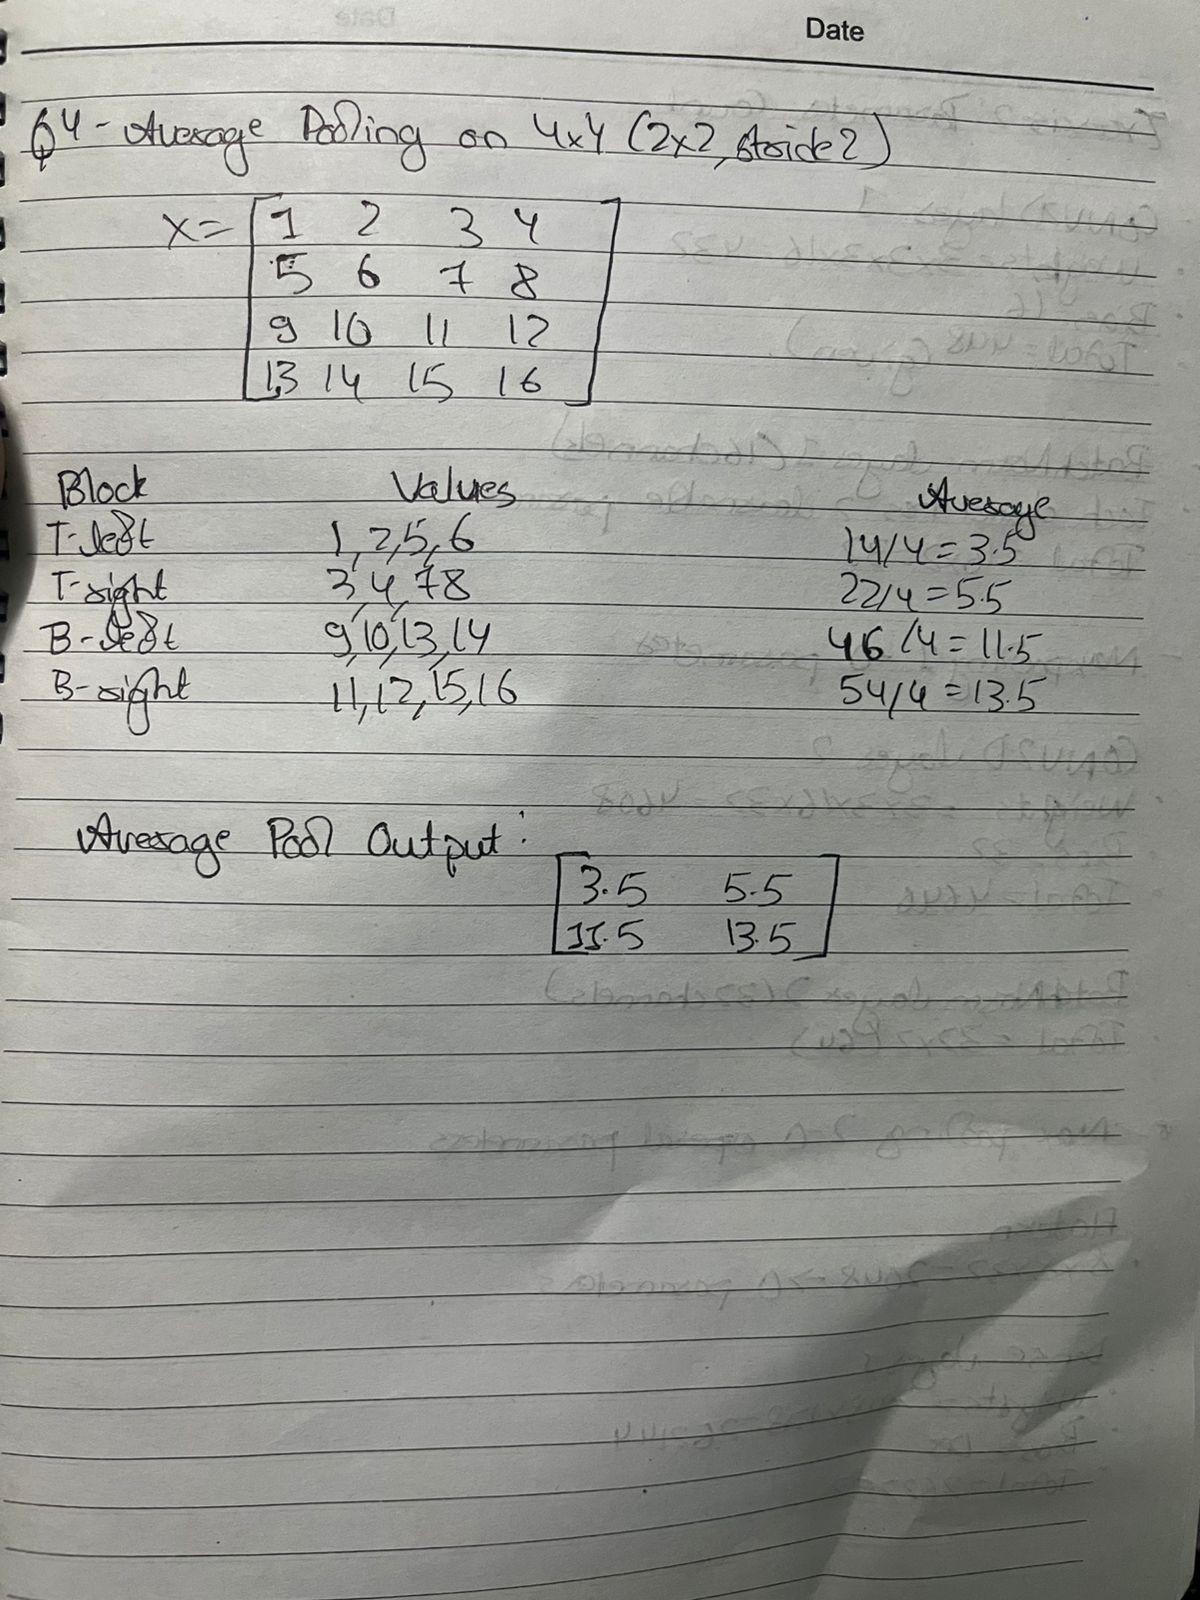 Date
Q4 - Average Pooling on 4x4 (2x2, stride 2)
X = [1 2 3 4
5 6 7 8
9 10 11 12
13 14 15 16]
Block Values Average
T-left 1, 2, 5, 6 14/4 = 3.5
T-right 3, 4, 7 8 22/4 = 5.5
B-left 9, 10, 13, 14 46/4 = 11.5
B-right 11, 12, 15, 16 54/4 = 13.5
Average Pool Output:
[3.5 5.5
11.5 13.5]